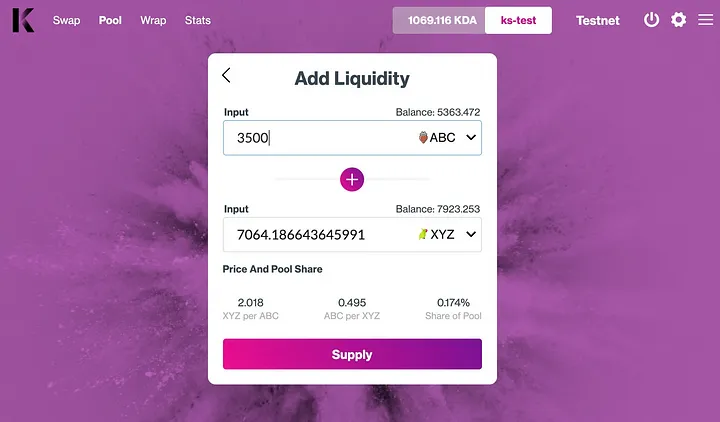 K
Swap Pool Wrap Stats 1069.116 KDA ks-test Testnet
Add Liquidity
Input Balance: 5363.472
3500 ABC
Input Balance: 7923.253
7064.186643645991 XYZ
Price And Pool Share
2.018 0.495 0.174%
XYZ per ABC ABC per XYZ Share of Pool
Supply